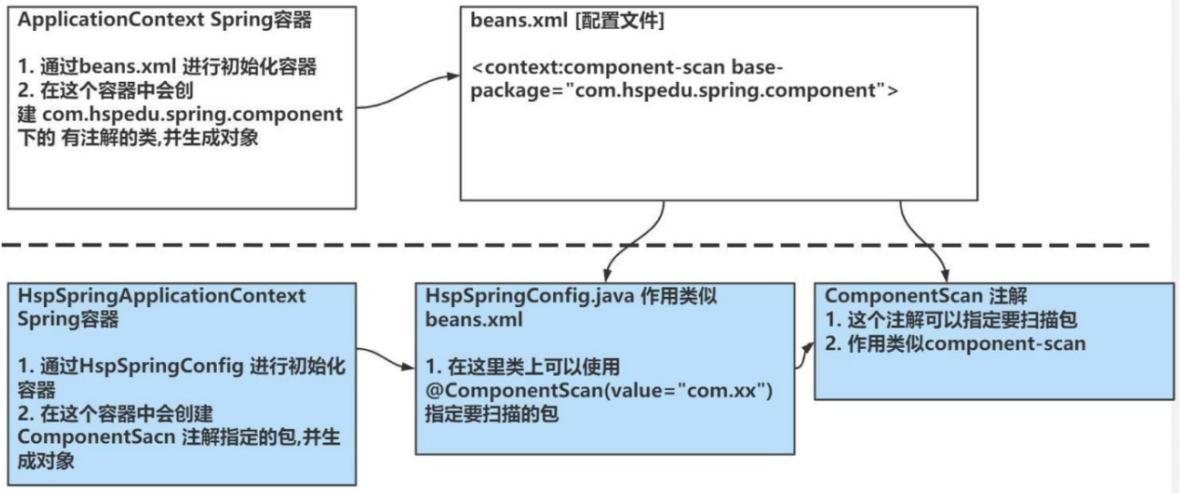 ApplicationContext Spring容器
1. 通过beans.xml 进行初始化容器
2. 在这个容器中会创
建 com.hspedu.spring.component
下的 有注解的类,并生成对象
beans.xml [配置文件]
<context:component-scan base-
package="com.hspedu.spring.component">
HspSpringApplicationContext
Spring容器
1. 通过HspSpringConfig 进行初始化
容器
2. 在这个容器中会创建
ComponentSacn 注解指定的包,并生
成对象
HspSpringConfig.java 作用类似
beans.xml
1. 在这里类上可以使用
@ComponentScan(value="com.xx")
指定要扫描的包
ComponentScan 注解
1. 这个注解可以指定要扫描包
2. 作用类似component-scan